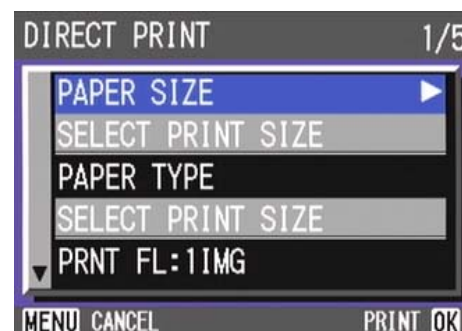 DIRECT PRINT 1/5
PAPER SIZE
SELECT PRINT SIZE
PAPER TYPE
SELECT PRINT SIZE
PRNT FL:1IMG
MENU CANCEL PRINT OK